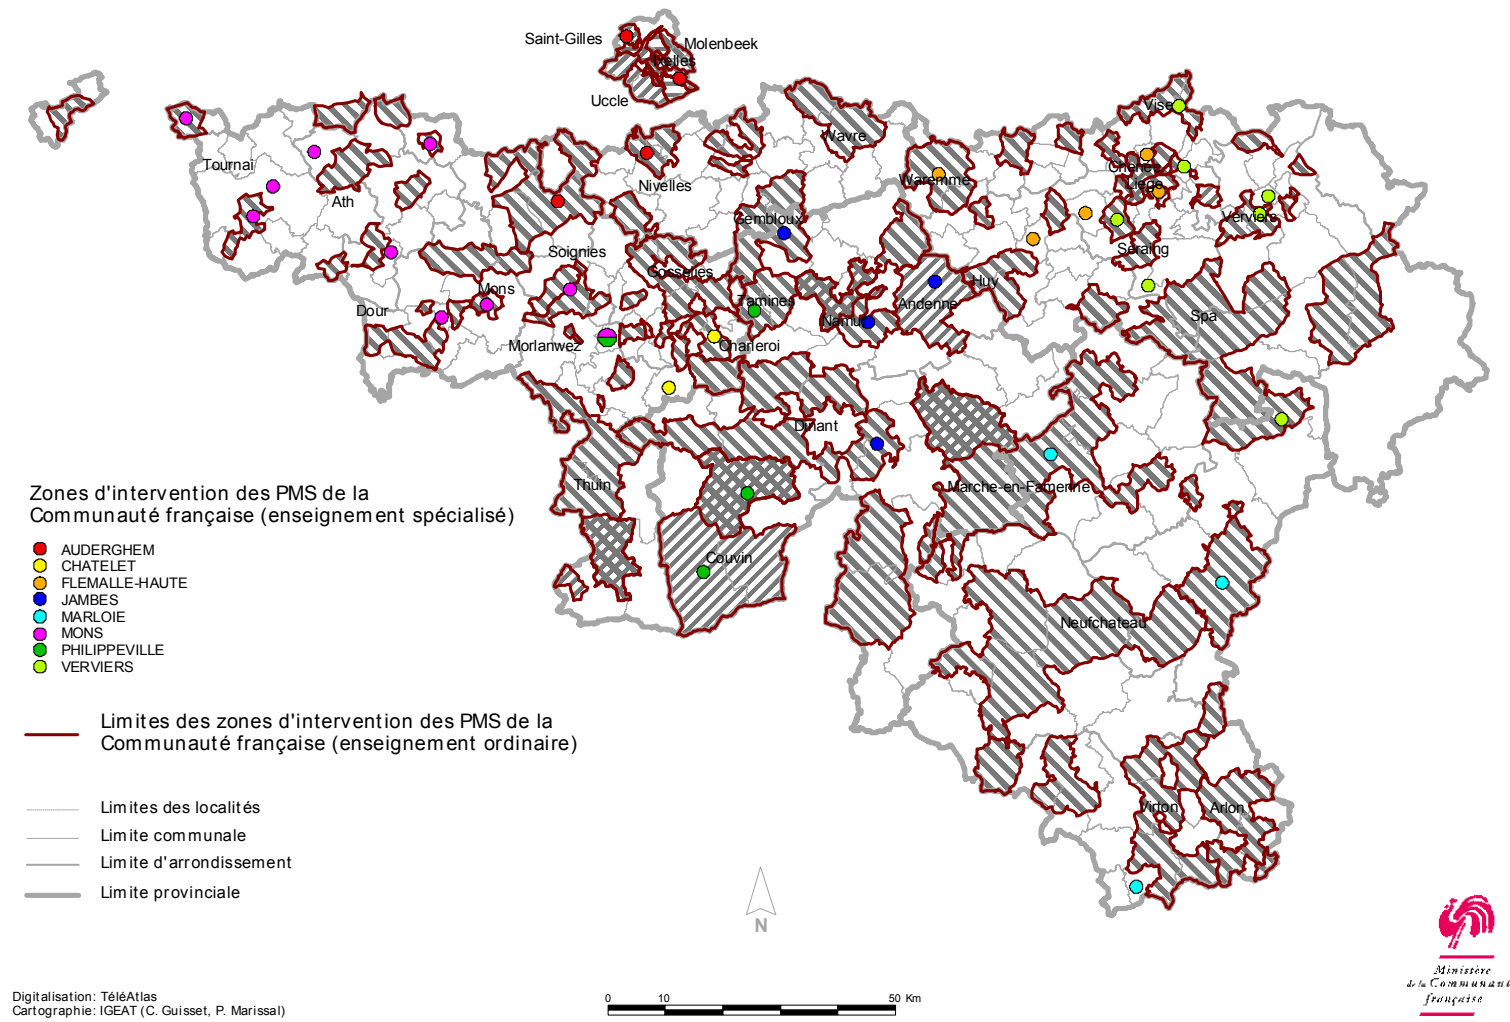 Saint-Gilles
Molenbeek
Ixelles
Uccle
Visé
Wavre
Tournai
Chenée
Nivelles
Waremme
Liège
Ath
Gembloux
Verviers
Soignies
Seraing
Gosselies
Mons
Tamines
Huy
Andenne
Dour
Namur
Spa
Morlanwez
Charleroi
Dinant
Thuin
Marche-en-Famenne
Zones d'intervention des PMS de la
Communauté française (enseignement spécialisé)
AUDERGHEM
CHATELET
FLEMALLE-HAUTE
JAMBES
MARLOIE
MONS
PHILIPPEVILLE
VERVIERS
Couvin
Neufchateau
Limites des zones d'intervention des PMS de la
Communauté française (enseignement ordinaire)
Virton
Arlon
Limites des localités
Limite communale
Limite d'arrondissement
Limite provinciale
N
Ministère
de la Communauté
française
Digitalisation: TéléAtlas
Cartographie: IGEAT (C. Guisset, P. Marissal)
0 10 50 Km